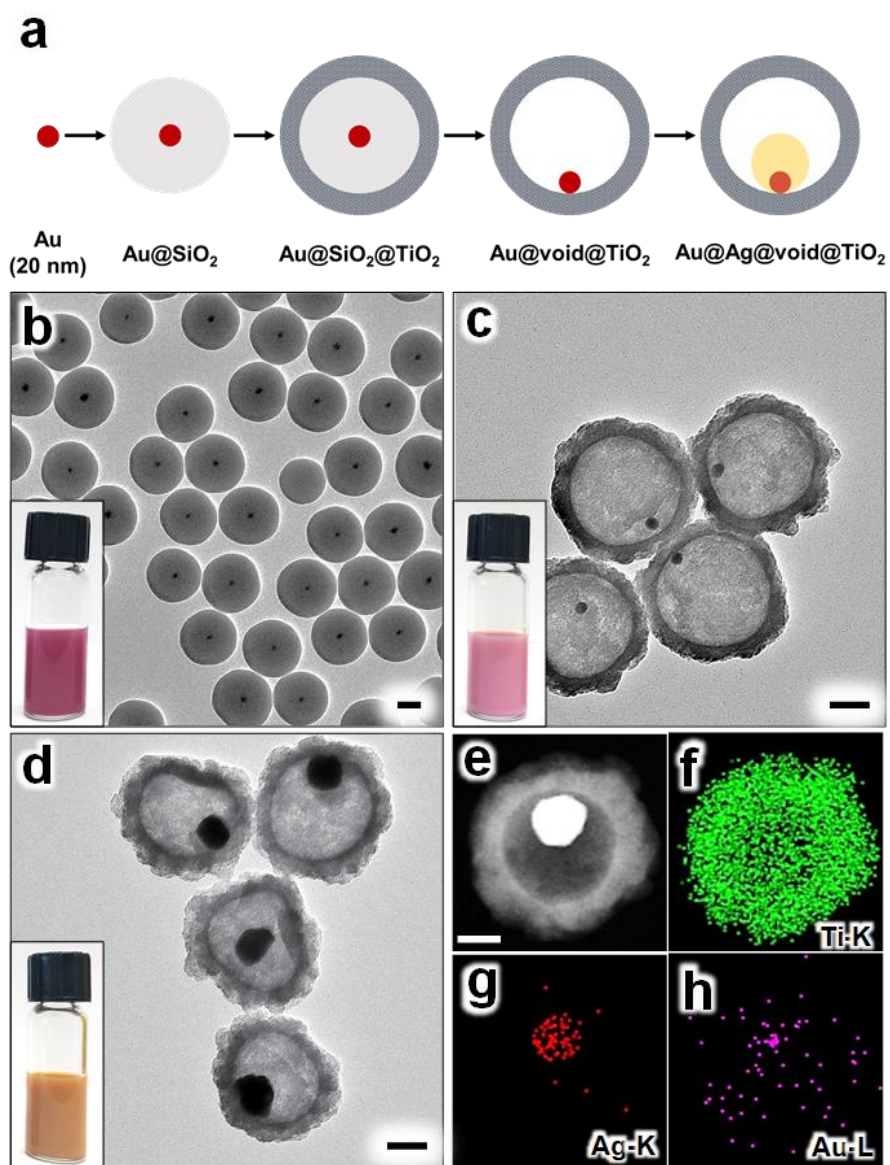 a
Au
(20 nm)
Au@SiO₂
Au@SiO₂@TiO₂
Au@void@TiO₂
Au@Ag@void@TiO₂
b
c
d
e
f
Ti-K
g
h
Ag-K
Au-L